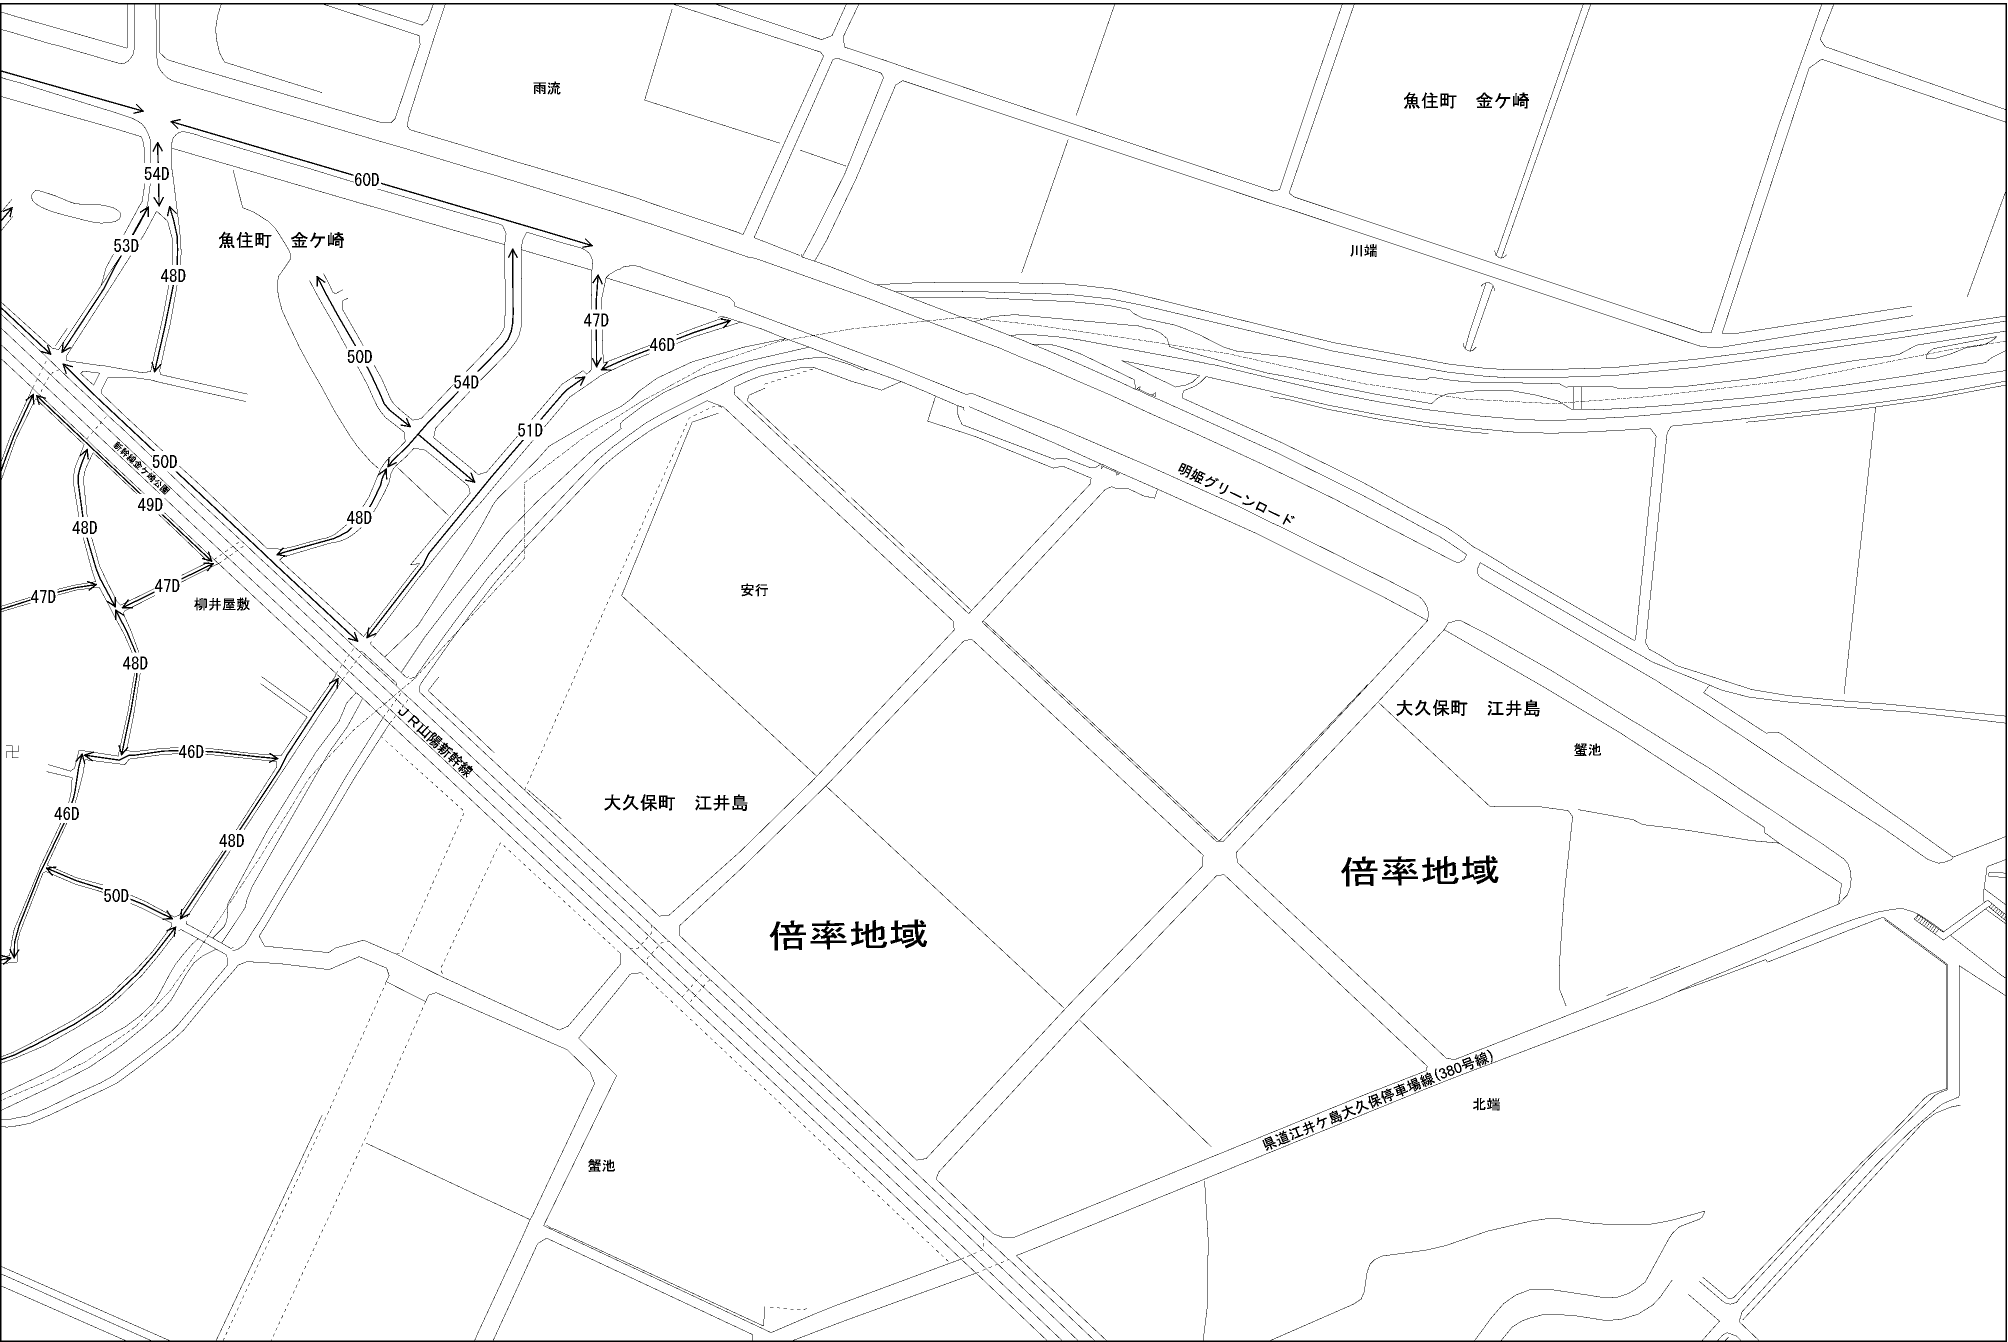 雨流
魚住町　金ケ崎
54D
60D
53D
魚住町　金ケ崎
48D
川端
47D
46D
50D
54D
51D
50D
新幹線金ケ崎公園
49D
明姫グリーンロード
48D
48D
47D
47D
柳井屋敷
安行
48D
大久保町　江井島
46D
ＪＲ山陽新幹線
蟹池
卍
大久保町　江井島
46D
48D
倍率地域
50D
倍率地域
県道江井ケ島大久保停車場線(380号線)
北端
蟹池